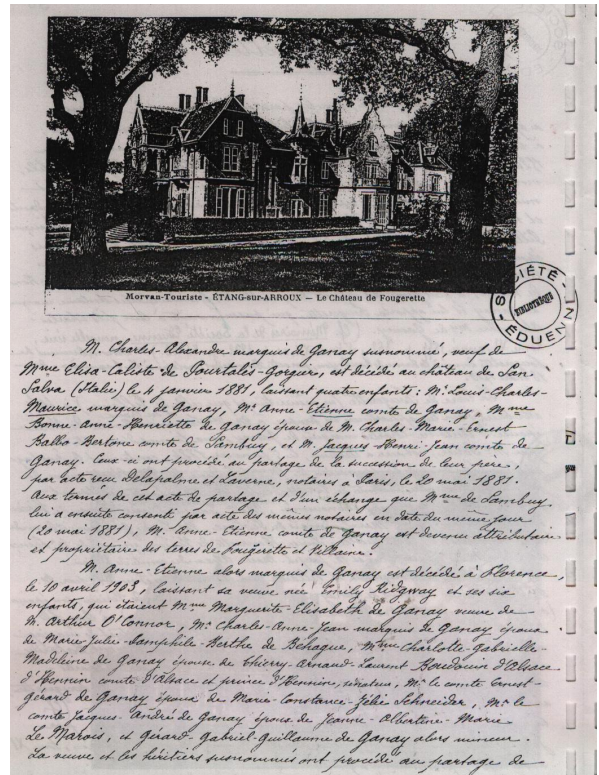 Morvan-Touriste - ÉTANG-sur-ARROUX - Le Château de Fougerette
SOCIÉTÉ ÉDUENNE
BIBLIOTHÈQUE
M. Charles-Alexandre marquis de Ganay susnommé, veuf de
Mme Elisa-Caliste de Pourtalès-Gorgier, est décédé au château de San
Salva (Italie) le 4 janvier 1881, laissant quatre enfants : Mr Louis-Charles-
Maurice marquis de Ganay, Mr Anne-Etienne comte de Ganay, Mme
Bonne-Anne-Henriette de Ganay épouse de M. Charles-Marie-Ernest
Balbo-Bertone comte de Sambuy, et M. Jacques-Henri-Jean comte de
Ganay. Ceux-ci ont procédé au partage de la succession de leur père,
par acte reçu Delapalme et Laverne, notaires à Paris, le 20 mai 1881.
Aux termes de cet acte de partage et d'un échange que Mme de Sambuy
lui a ensuite consenti par acte des mêmes notaires en date du même jour
(20 mai 1881), M. Anne-Etienne comte de Ganay est devenu attributaire
et propriétaire des terres de Fougerette et Villaine.
M. Anne-Etienne alors marquis de Ganay est décédé à Florence,
le 10 avril 1903, laissant sa veuve née Emily Ridgway et ses six
enfants, qui étaient Mme Marguerite-Elisabeth de Ganay veuve de
M. Arthur O'Connor, Mr Charles-Anne-Jean marquis de Ganay époux
de Marie-Julie-Pamphile-Berthe de Behague, Mme Charlotte-Gabrielle-
Madeleine de Ganay épouse de Thierry-Arnaud-Laurent Baudouin d'Alsace
d'Hennin comte d'Alsace et prince d'Hennin, sénateur, Mr le comte Ernest-
Gérard de Ganay époux de Marie-Constance-Zélie Schneider, Mr le
comte Jacques-André de Ganay époux de Jeanne-Albertine-Marie
Le Marois, et Gérard-Gabriel-Guillaume de Ganay alors mineur.
La veuve et les héritiers susnommés ont procédé au partage de